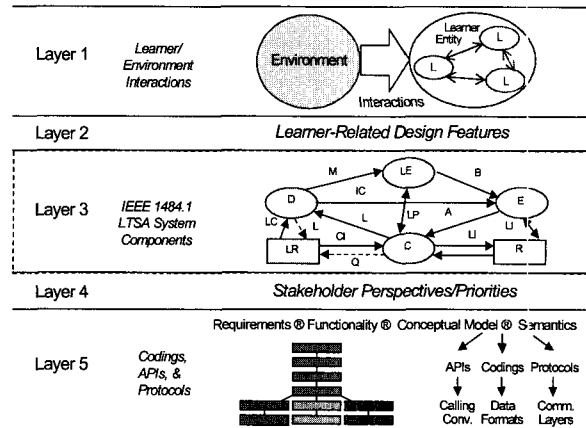 Layer 1
Learner/
Environment
Interactions
Environment
Interactions
Learner
Entity
L
L
L
Layer 2
Learner-Related Design Features
Layer 3
IEEE 1484.1
LTSA System
Components
M
LE
B
IC
D
E
LC
L
L
LP
A
LI
CI
C
LI
LR
Q
R
Layer 4
Stakeholder Perspectives/Priorities
Requirements ® Functionality ® Conceptual Model ® Semantics
Layer 5
Codings,
APIs, &
Protocols
APIs
Codings
Protocols
Calling
Conv.
Data
Formats
Comm.
Layers